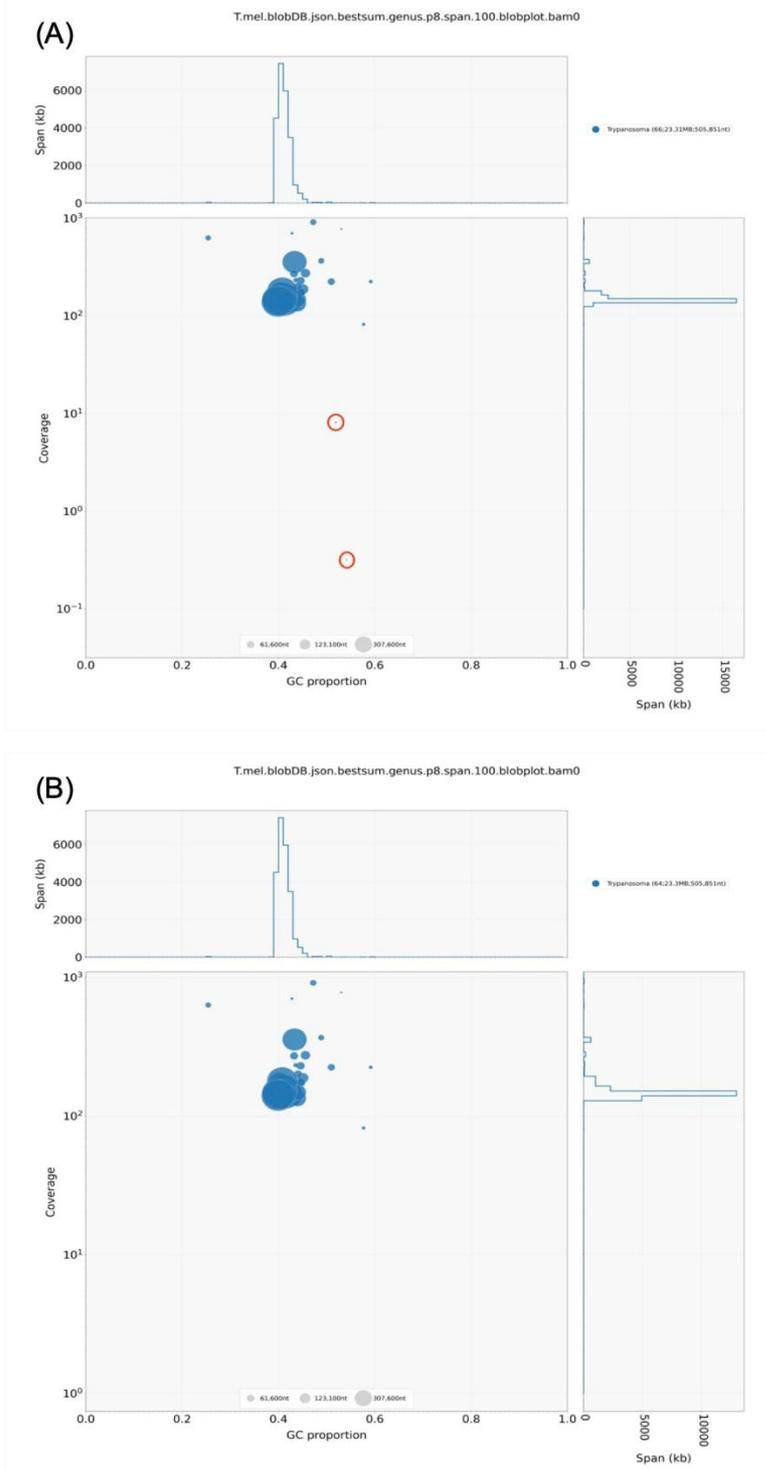 (A)
T.mel.blobDB.json.bestsum.genus.p8.span.100.blobplot.bam0
Span (kb)
6000
4000
2000
0
Trypanosoma (66;23.31MB;505,851nt)
Coverage
10³
10²
10¹
10⁰
10⁻¹
61,600nt 123,100nt 307,600nt
0.0 0.2 0.4 0.6 0.8 1.0
GC proportion
0 5000 10000 15000
Span (kb)
(B)
T.mel.blobDB.json.bestsum.genus.p8.span.100.blobplot.bam0
Span (kb)
6000
4000
2000
0
Trypanosoma (64;23.3MB;505,851nt)
Coverage
10³
10²
10¹
10⁰
61,600nt 123,100nt 307,600nt
0.0 0.2 0.4 0.6 0.8 1.0
GC proportion
0 5000 10000
Span (kb)